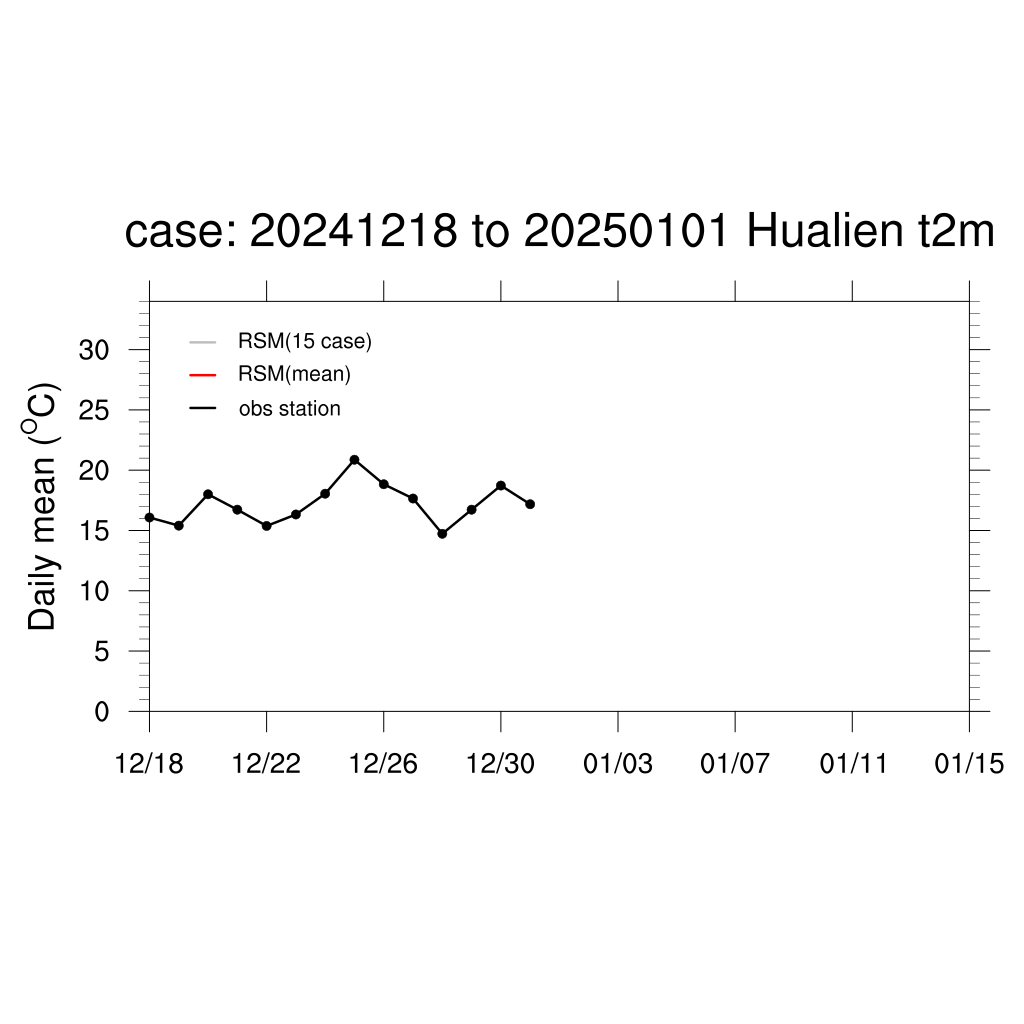 case: 20241218 to 20250101 Hualien t2m
RSM(15 case)
RSM(mean)
obs station
Daily mean (°C)
30
25
20
15
10
5
0
12/18 12/22 12/26 12/30 01/03 01/07 01/11 01/15